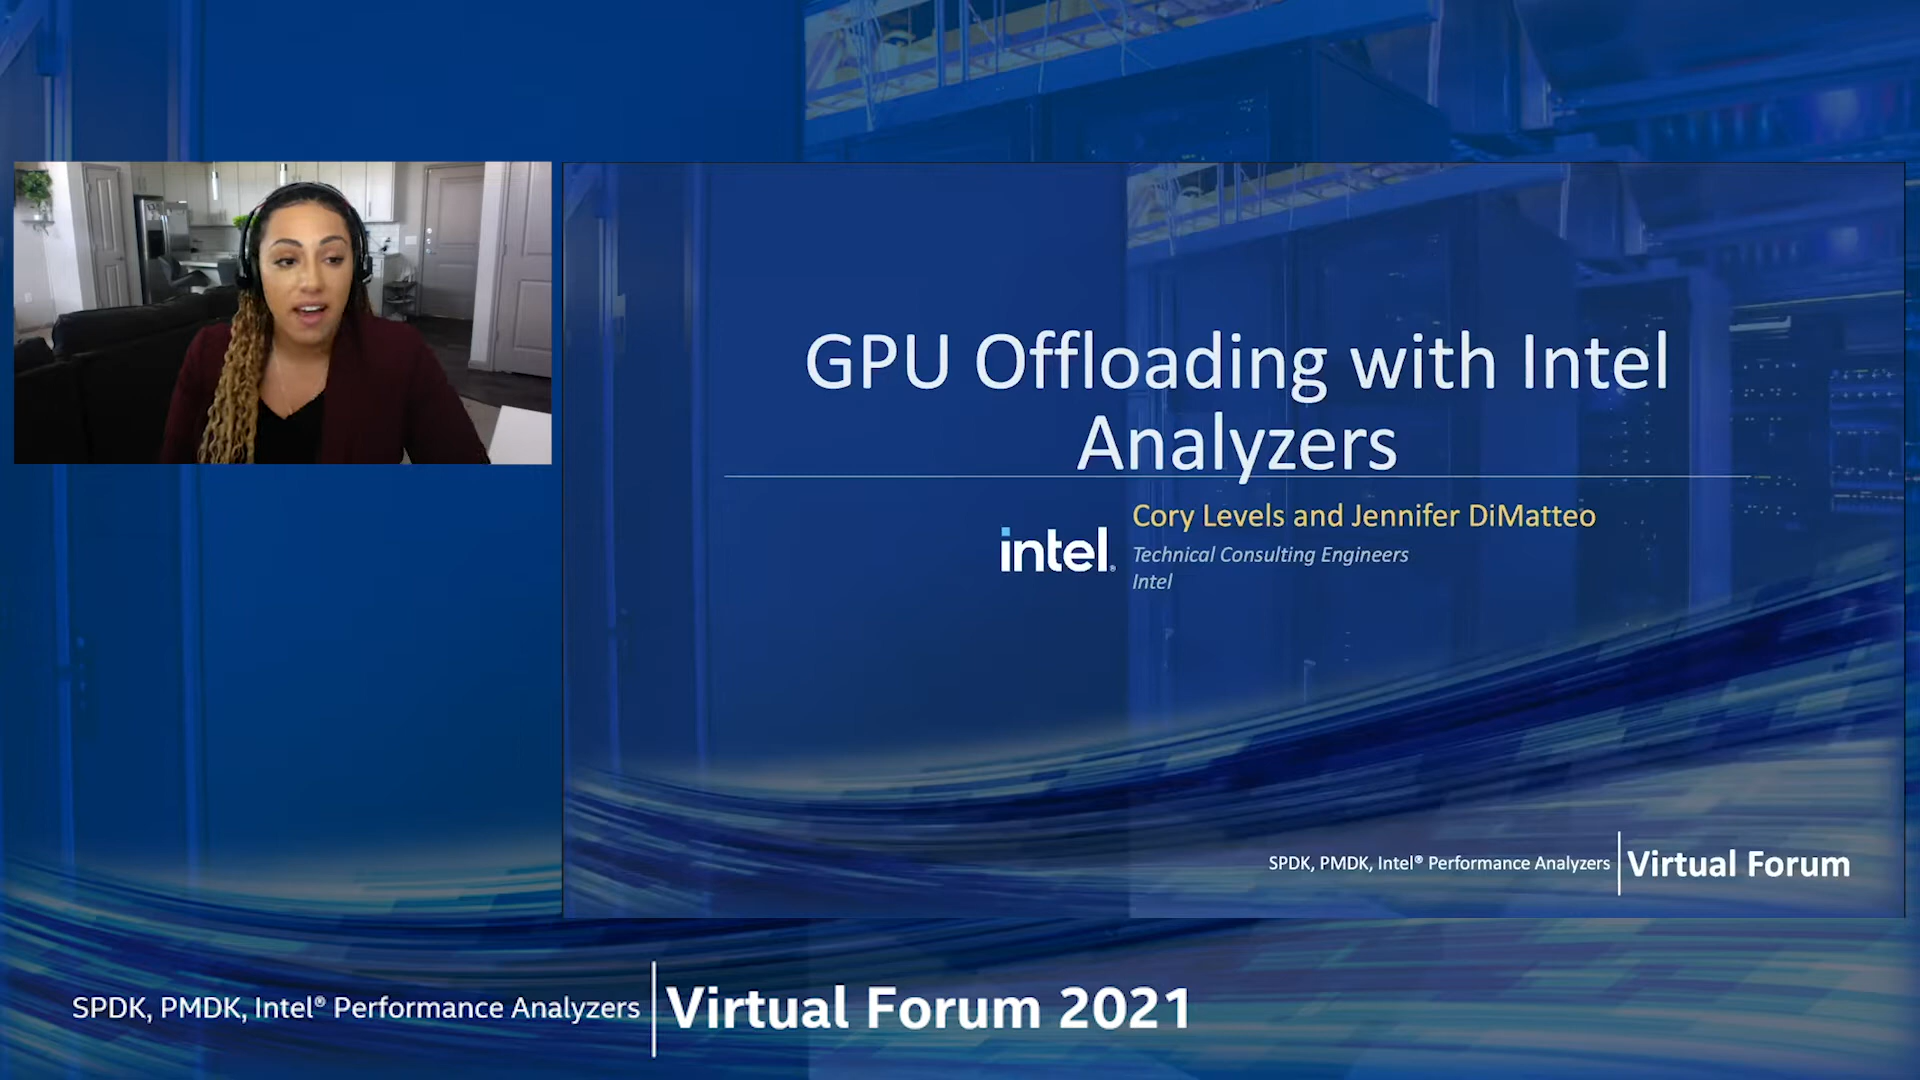 GPU Offloading with Intel
Analyzers
Cory Levels and Jennifer DiMatteo
intel®
Technical Consulting Engineers
Intel
SPDK, PMDK, Intel® Performance Analyzers
Virtual Forum
SPDK, PMDK, Intel® Performance Analyzers
Virtual Forum 2021